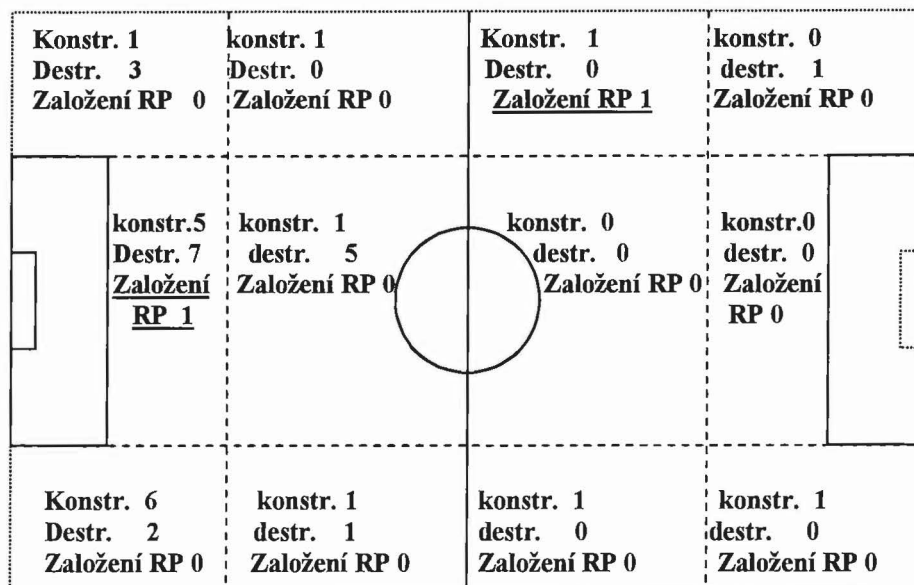 Konstr. 1
Destr. 3
Založení RP 0
konstr. 1
Destr. 0
Založení RP 0
Konstr. 1
Destr. 0
Založení RP 1
konstr. 0
destr. 1
Založení RP 0
konstr.5
Destr. 7
Založení
RP 1
konstr. 1
destr. 5
Založení RP 0
konstr. 0
destr. 0
Založení RP 0
konstr.0
destr. 0
Založení
RP 0
Konstr. 6
Destr. 2
Založení RP 0
konstr. 1
destr. 1
Založení RP 0
konstr. 1
destr. 0
Založení RP 0
konstr. 1
destr. 0
Založení RP 0